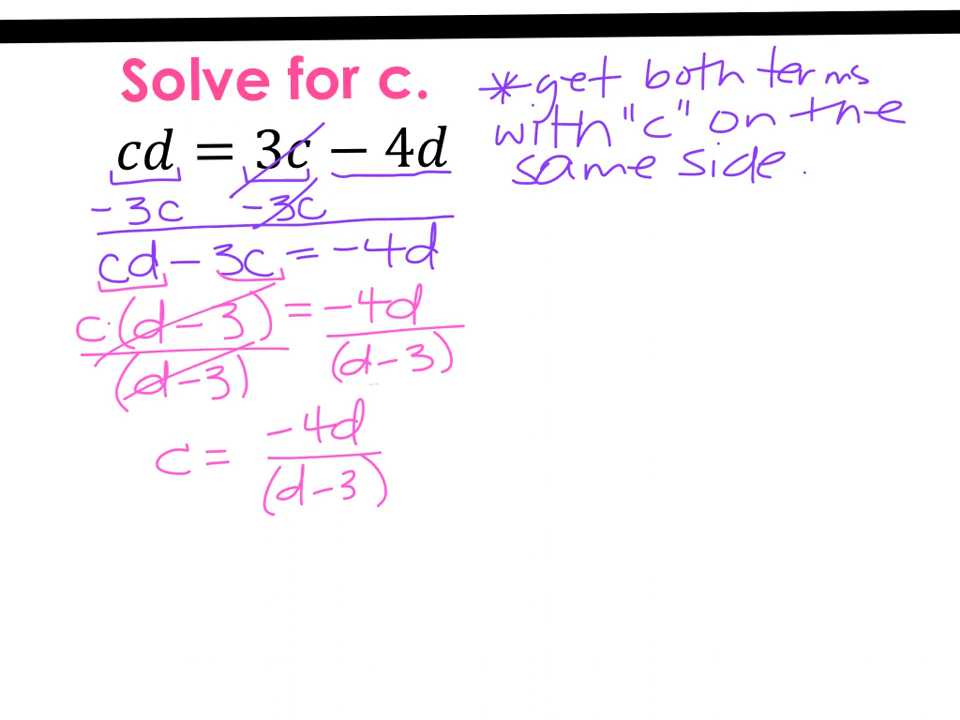 Solve for c.
*get both terms
with "c" on the
same side.
cd = 3c − 4d
-3c -3c
cd - 3c = -4d
c·(d-3) = -4d
(d-3) (d-3)
c = -4d
(d-3)